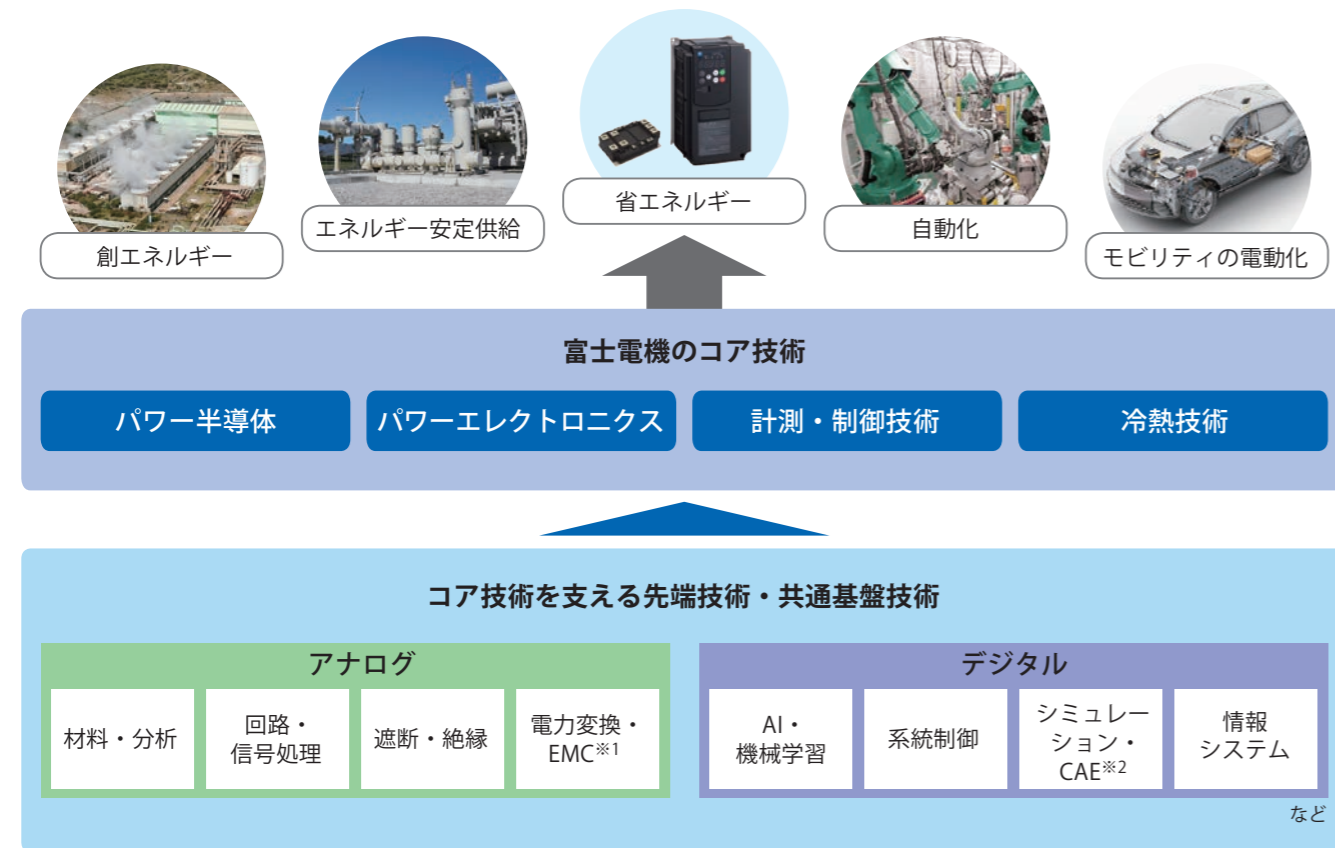 創エネルギー
エネルギー安定供給
省エネルギー
自動化
モビリティの電動化
富士電機のコア技術
パワー半導体
パワーエレクトロニクス
計測・制御技術
冷熱技術
コア技術を支える先端技術・共通基盤技術
アナログ
材料・分析
回路・
信号処理
遮断・絶縁
電力変換・
EMC※1
デジタル
AI・
機械学習
系統制御
シミュレー
ション・
CAE※2
情報
システム
など